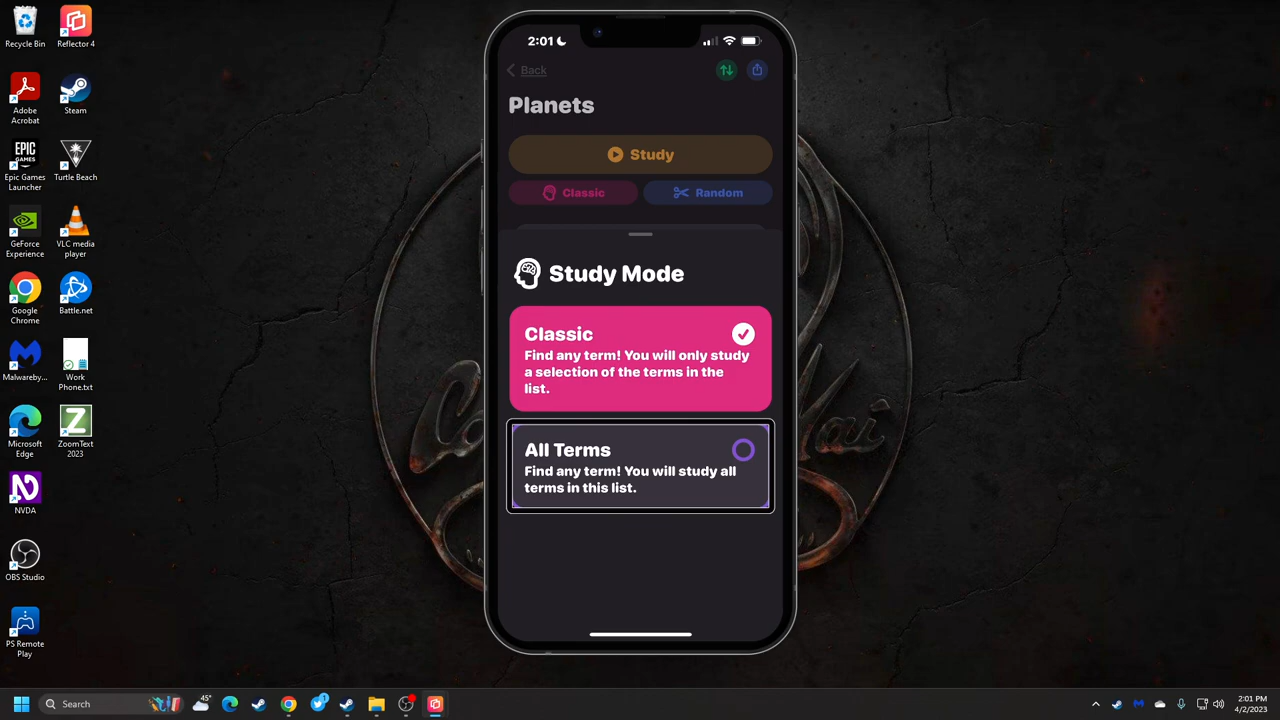 Recycle Bin
Reflector 4
Adobe
Acrobat
Steam
EPIC
GAMES
Epic Games
Launcher
Turtle Beach
GeForce
Experience
VLC media
player
Google
Chrome
Battle.net
Malwareby...
Work
Phone.txt
Microsoft
Edge
ZoomText
2023
NVDA
OBS Studio
PS Remote
Play
2:01
Back
Planets
Study
Classic
Random
Study Mode
Classic
Find any term! You will only study
a selection of the terms in the
list.
All Terms
Find any term! You will study all
terms in this list.
Search
45°
1
2:01 PM
4/2/2023